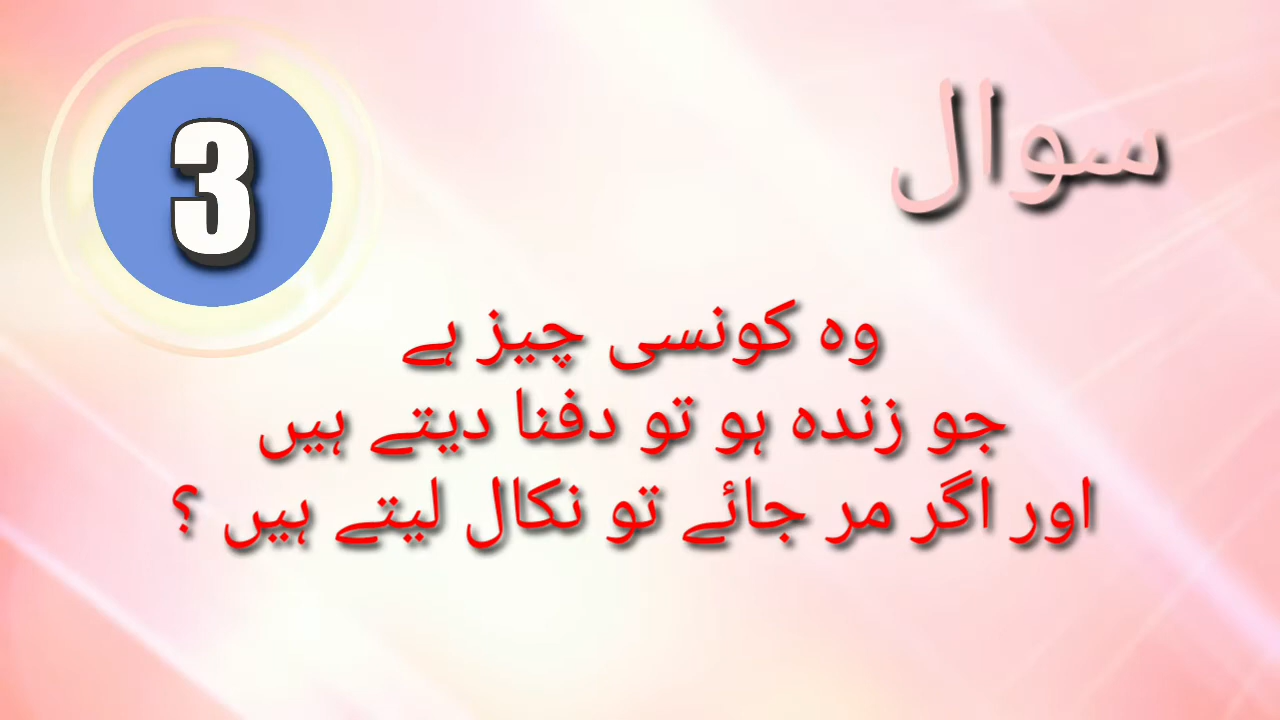 سوال
3
وہ کونسی چیز ہے
جو زندہ ہو تو دفنا دیتے ہیں
اور اگر مر جائے تو نکال لیتے ہیں ؟